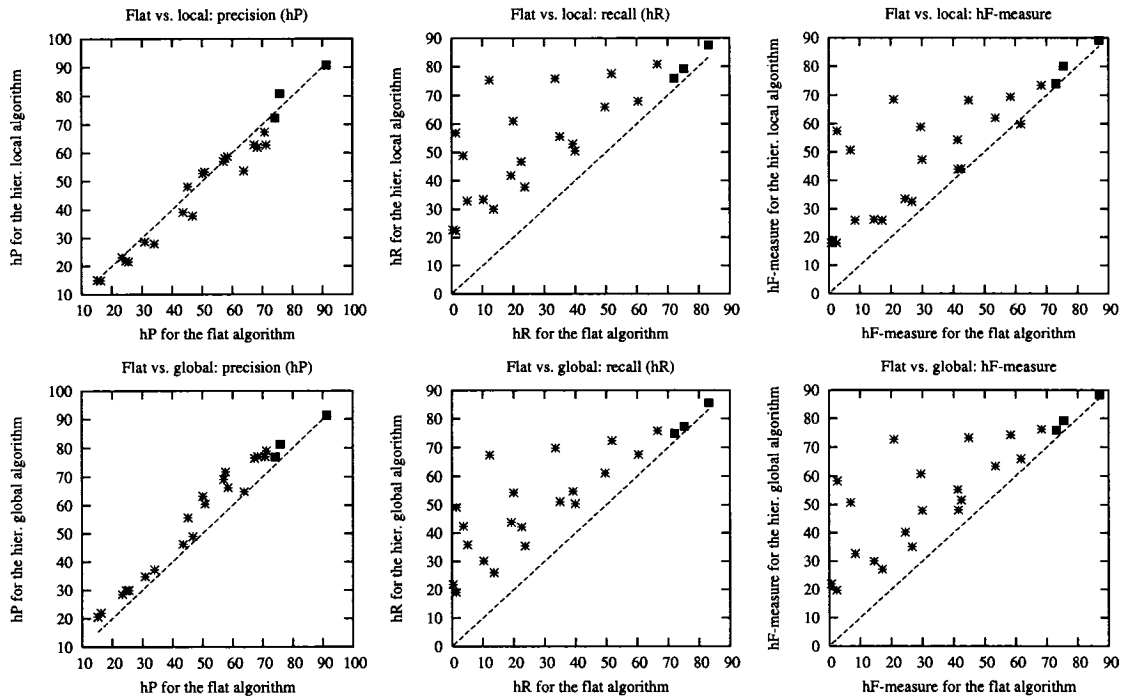 Flat vs. local: precision (hP)
hP for the hier. local algorithm
100
90
80
70
60
50
40
30
20
10
10 20 30 40 50 60 70 80 90 100
hP for the flat algorithm
Flat vs. local: recall (hR)
hR for the hier. local algorithm
90
80
70
60
50
40
30
20
10
0
0 10 20 30 40 50 60 70 80 90
hR for the flat algorithm
Flat vs. local: hF-measure
hF-measure for the hier. local algorithm
90
80
70
60
50
40
30
20
10
0
0 10 20 30 40 50 60 70 80 90
hF-measure for the flat algorithm
Flat vs. global: precision (hP)
hP for the hier. global algorithm
100
90
80
70
60
50
40
30
20
10
10 20 30 40 50 60 70 80 90 100
hP for the flat algorithm
Flat vs. global: recall (hR)
hR for the hier. global algorithm
90
80
70
60
50
40
30
20
10
0
0 10 20 30 40 50 60 70 80 90
hR for the flat algorithm
Flat vs. global: hF-measure
hF-measure for the hier. global algorithm
90
80
70
60
50
40
30
20
10
0
0 10 20 30 40 50 60 70 80 90
hF-measure for the flat algorithm